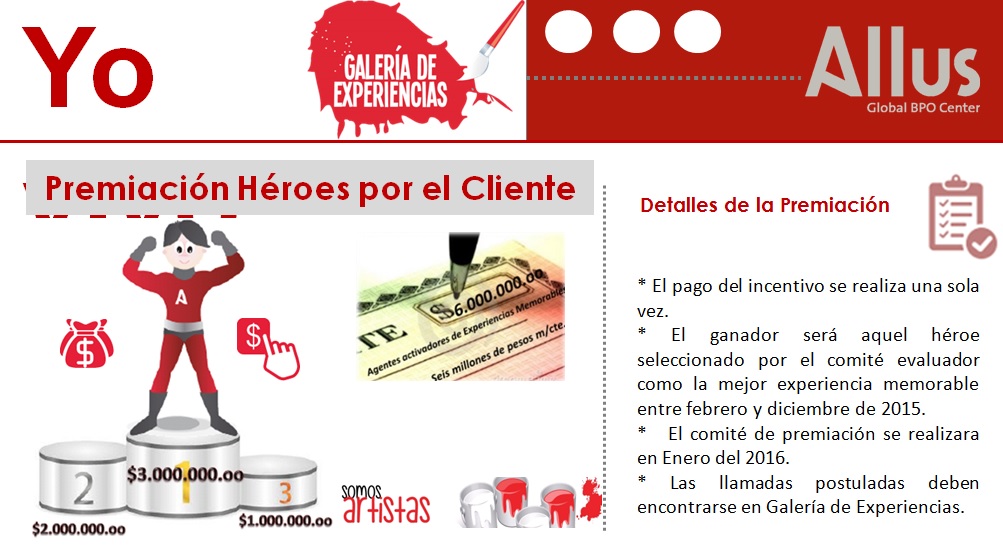 Yo
GALERÍA DE
EXPERIENCIAS
Allus
Global BPO Center
Premiación Héroes por el Cliente
A
$
$
$3.000.000.oo
1
2
3
$2.000.000.oo
$1.000.000.oo
$6.000.000.oo
TE
Agentes activadores de Experiencias Memorables
Seis millones de pesos m/cte.
somos
artistas
Detalles de la Premiación
* El pago del incentivo se realiza una sola
vez.
* El ganador será aquel héroe
seleccionado por el comité evaluador
como la mejor experiencia memorable
entre febrero y diciembre de 2015.
* El comité de premiación se realizara
en Enero del 2016.
* Las llamadas postuladas deben
encontrarse en Galería de Experiencias.